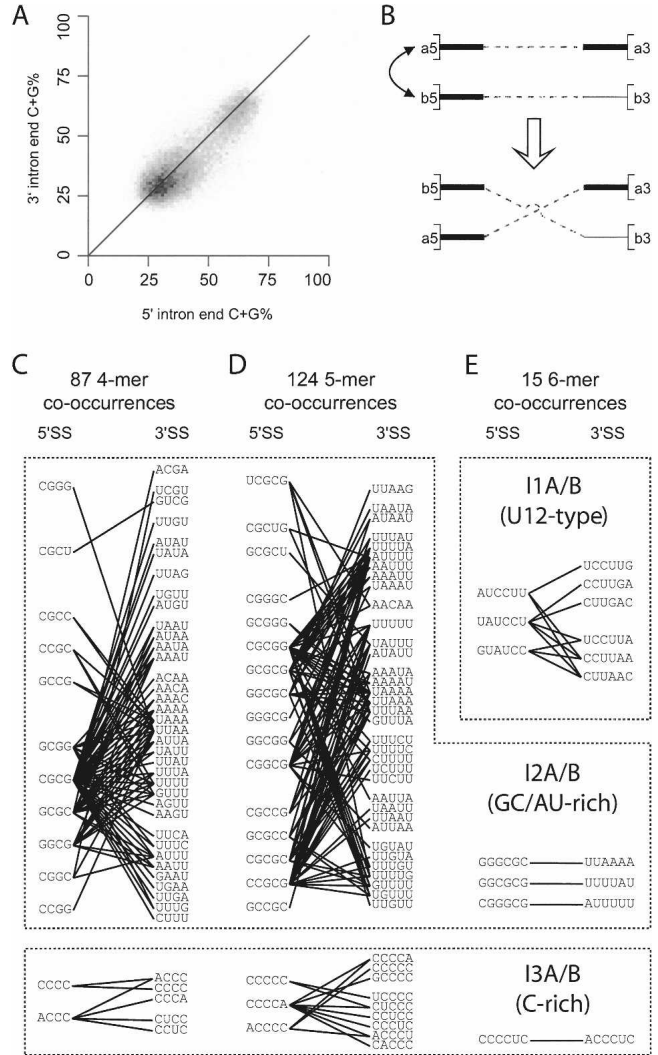 A
100
75
50
25
0
3' intron end C+G%
0 25 50 75 100
5' intron end C+G%
B
a5 a3
b5 b3
b5 a3
a5 b3
C
87 4-mer
co-occurrences
5'SS 3'SS
CGGG
CGCU
CGCC
CCGC
GCCG
GCGG
CGCG
GCGC
GGCG
CGGC
CCGG
ACGA
UCGU
GUCG
UUGU
AUAU
UAUA
UUAG
UGUU
AUGU
UAAU
AUAA
AAUA
AAAU
ACAA
AACA
AAAC
AAAA
UAAA
UUAA
AUUA
UAUU
UUAU
UUUA
UUUU
GUUU
AGUU
AAGU
UUCA
UUUC
AUUU
AAUU
GAAU
UGAA
UUGA
UUUG
CUUU
CCCC
ACCC
ACCC
CCCC
CCCA
CUCC
CCUC
D
124 5-mer
co-occurrences
5'SS 3'SS
UCGCG
CGCUG
GCGCU
CGGGC
GCGGG
CGCGG
GCGCG
GGCGC
GGGCG
GGCGG
CGGCG
CGCCG
GCGCC
CGCGC
CCGCG
GCCGC
UUAAG
UAAUA
AUAAU
UUUAU
UUUUA
AUUUU
AAUUU
AAAUU
UAAAU
AACAA
UUUUU
UAUUU
AUAUU
AAAUA
AAAAU
UAAAA
UUAAA
UUUAA
GUUUA
UUUCU
UUUUC
CUUUU
UCUUU
UUCUU
AAUUA
UAAUU
UUAAU
AUUAA
UGUAU
UUGUA
UUUGU
UUUUG
GUUUU
UGUUU
UUGUU
CCCCC
CCCCA
ACCCC
CCCCA
CCCCC
GCCCC
UCCCC
CUCCC
CCUCC
CCCUC
ACCCU
CACCC
E
15 6-mer
co-occurrences
5'SS 3'SS
I1A/B
(U12-type)
AUCCUU
UAUCCU
GUAUCC
UCCUUG
CCUUGA
CUUGAC
UCCUUA
CCUUAA
CUUAAC
I2A/B
(GC/AU-rich)
GGGCGC UUAAAA
GGCGCG UUUUAU
CGGGCG AUUUUU
I3A/B
(C-rich)
CCCCUC ACCCUC